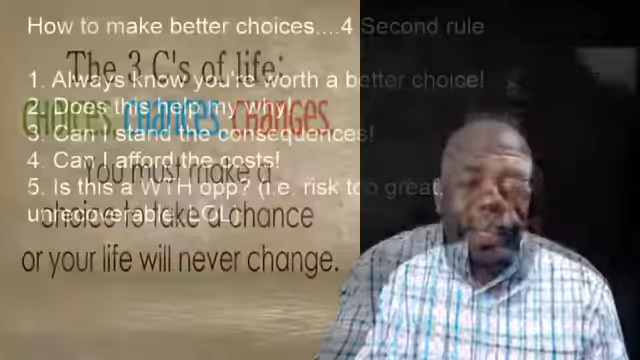 How to make better choices....4 Second rule
The 3 C's of life:
1. Always know you're worth a better choice!
2. Does this help my why!
CHOICES, CHANCES, CHANGES.
3. Can I stand the consequences!
4. Can I afford the costs!
You must make a
5. Is this a WTH opp? (i.e. risk too great,
unrecoverable, LOL)
choice to take a chance
or your life will never change.